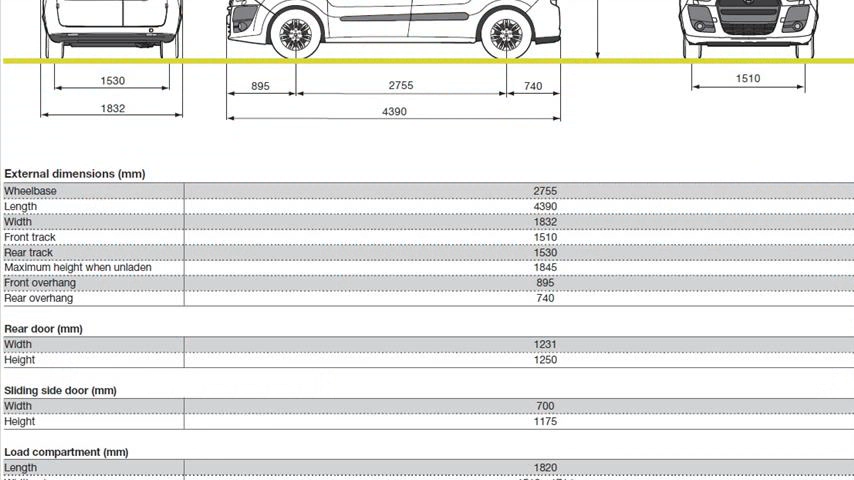 1530
895
2755
740
1510
1832
4390
External dimensions (mm)
Wheelbase 2755
Length 4390
Width 1832
Front track 1510
Rear track 1530
Maximum height when unladen 1845
Front overhang 895
Rear overhang 740
Rear door (mm)
Width 1231
Height 1250
Sliding side door (mm)
Width 700
Height 1175
Load compartment (mm)
Length 1820